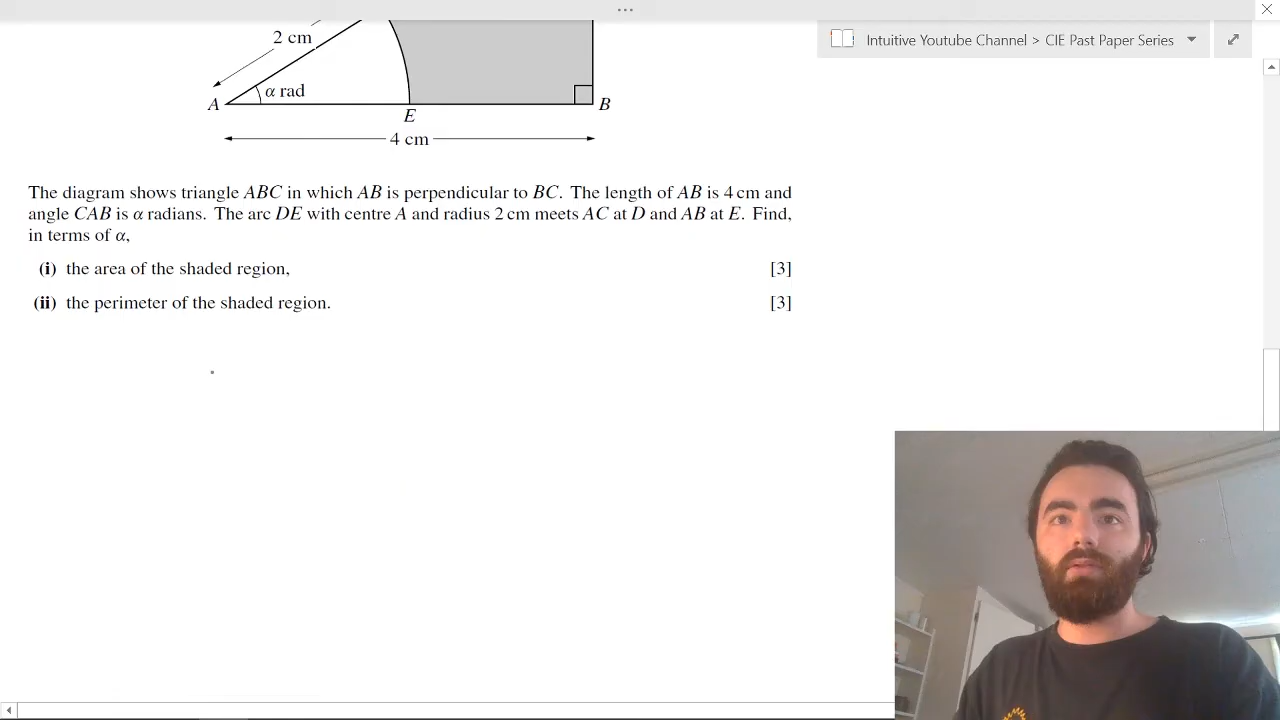 Intuitive Youtube Channel > CIE Past Paper Series
2 cm
α rad
A
E
B
4 cm
The diagram shows triangle ABC in which AB is perpendicular to BC. The length of AB is 4 cm and
angle CAB is α radians. The arc DE with centre A and radius 2 cm meets AC at D and AB at E. Find,
in terms of α,
(i) the area of the shaded region, [3]
(ii) the perimeter of the shaded region. [3]